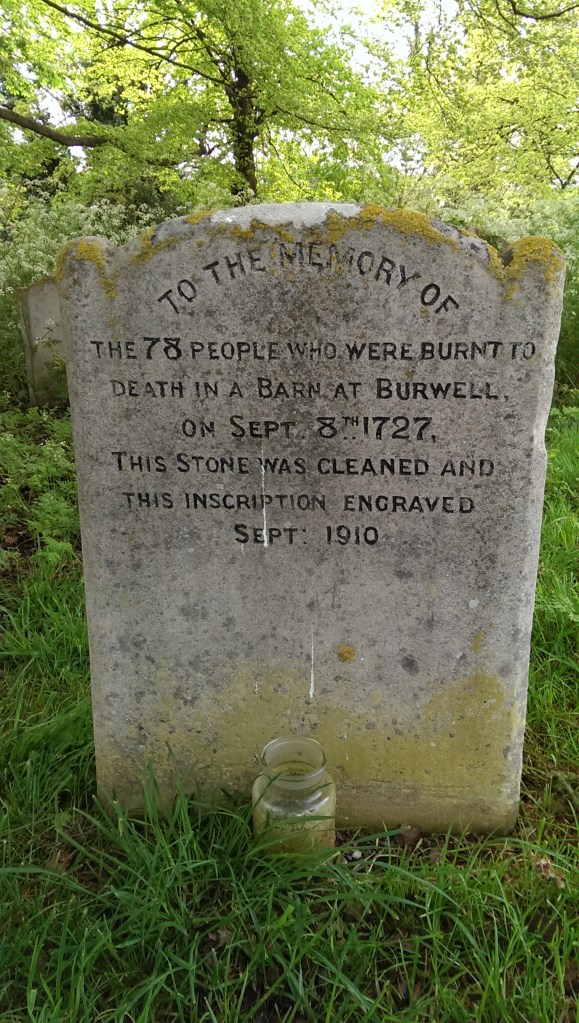 TO THE MEMORY OF
THE 78 PEOPLE WHO WERE BURNT TO
DEATH IN A BARN AT BURWELL,
ON SEPT. 8TH 1727.
THIS STONE WAS CLEANED AND
THIS INSCRIPTION ENGRAVED
SEPT: 1910